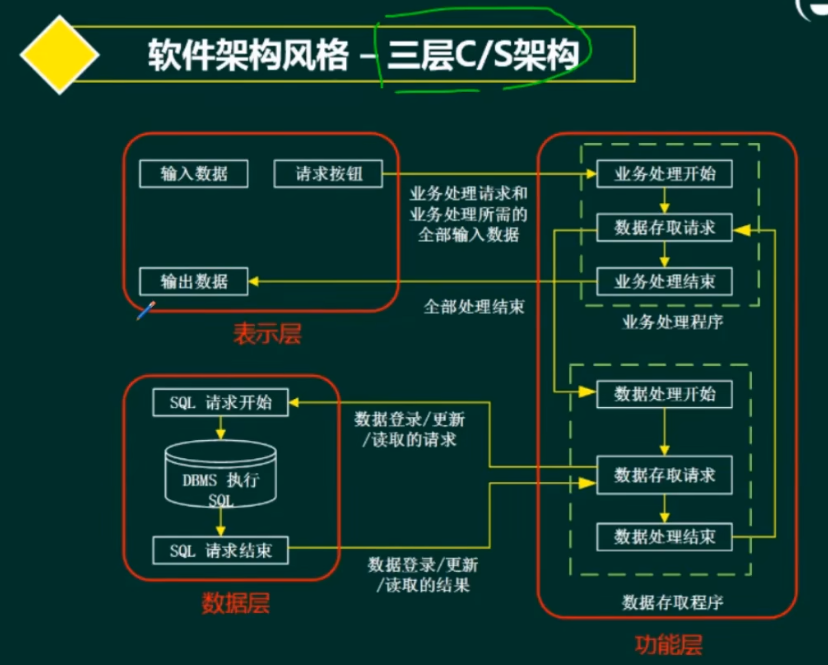 软件架构风格 – 三层C/S架构
输入数据
请求按钮
业务处理请求和
业务处理所需的
全部输入数据
业务处理开始
数据存取请求
输出数据
全部处理结束
业务处理结束
表示层
业务处理程序
SQL 请求开始
数据登录/更新
/读取的请求
数据处理开始
DBMS 执行
SQL
数据存取请求
SQL 请求结束
数据登录/更新
/读取的结果
数据处理结束
数据层
数据存取程序
功能层